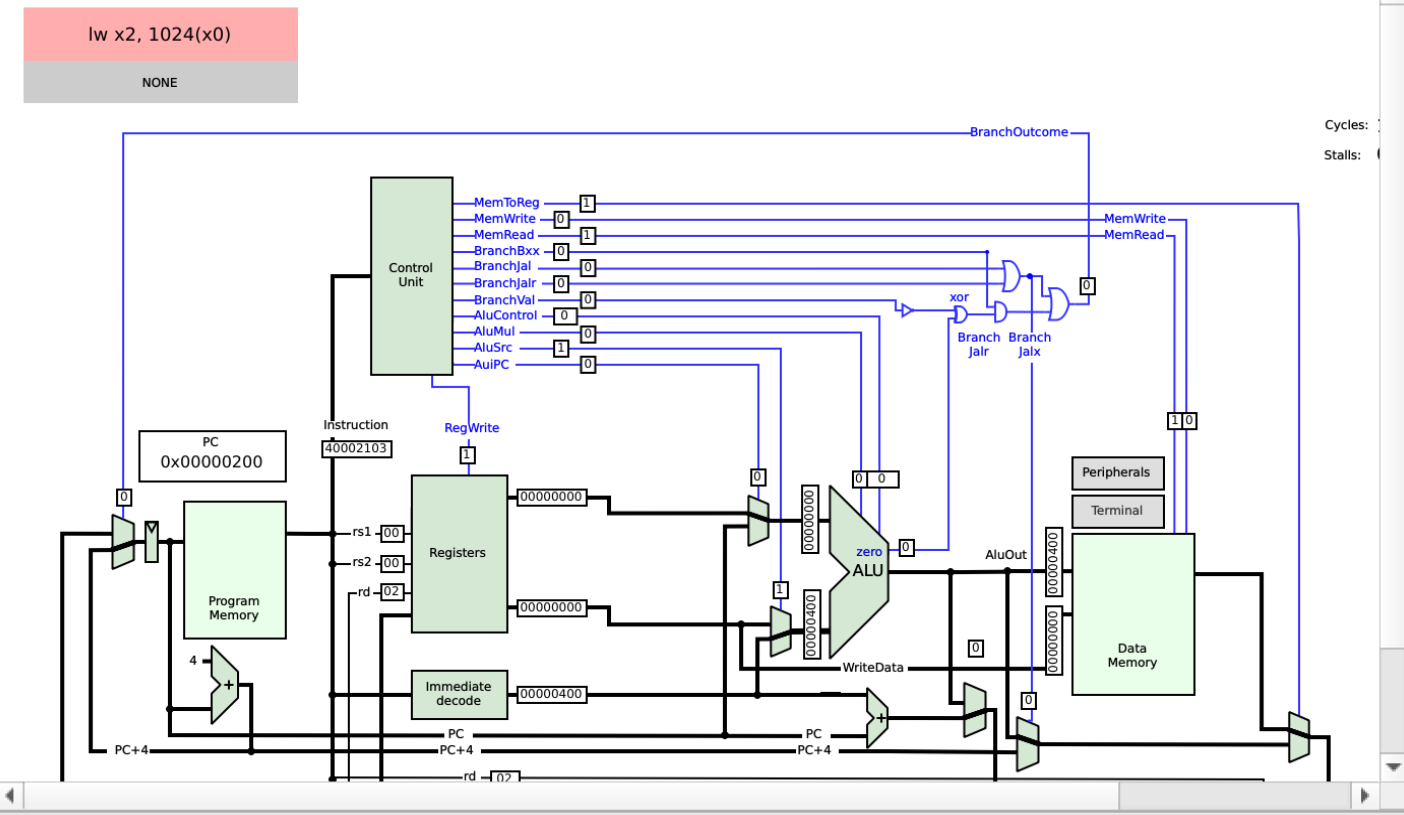 lw x2, 1024(x0)
NONE
BranchOutcome
Cycles:
Stalls:
MemToReg 1
MemWrite 0 MemWrite
MemRead 1 MemRead
BranchBxx 0
BranchJal 0
BranchJalr 0
BranchVal 0
AluControl 0
AluMul 0
AluSrc 1
AuiPC 0
Control
Unit
0
xor
Branch
Jalr
Branch
Jalx
Instruction
40002103
RegWrite
1
1 0
PC
0x00000200
0
0
0 0
Peripherals
Terminal
00000000
00000000
rs1 00
rs2 00
rd 02
Registers
00000000
zero
ALU
0
AluOut
00000400
1
00000400
00000000
Program
Memory
4
+
WriteData
0
Data
Memory
Immediate
decode
00000400
+
0
PC PC
PC+4 PC+4 PC+4
rd 02